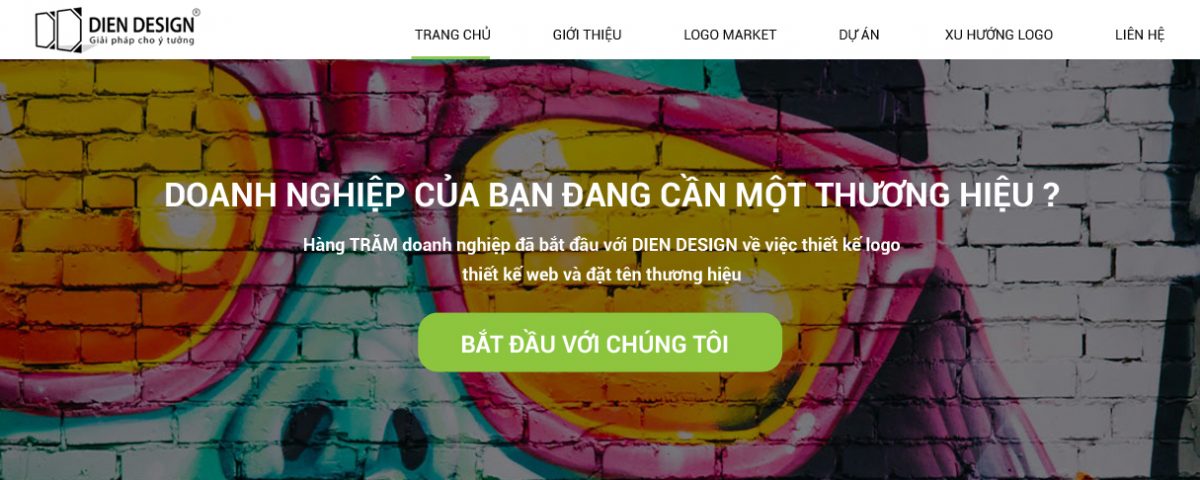 DIEN DESIGN®
Giải pháp cho ý tưởng
TRANG CHỦ GIỚI THIỆU LOGO MARKET DỰ ÁN XU HƯỚNG LOGO LIÊN HỆ
DOANH NGHIỆP CỦA BẠN ĐANG CẦN MỘT THƯƠNG HIỆU ?
Hàng TRĂM doanh nghiệp đã bắt đầu với DIEN DESIGN về việc thiết kế logo
thiết kế web và đặt tên thương hiệu
BẮT ĐẦU VỚI CHÚNG TÔI